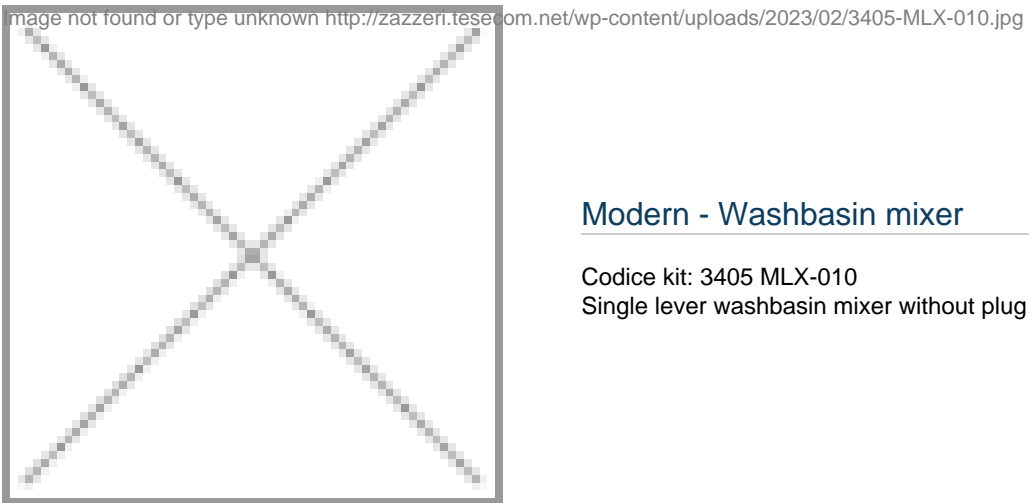 Image not found or type unknown http://zazzeri.tesecom.net/wp-content/uploads/2023/02/3405-MLX-010.jpg
Modern - Washbasin mixer
Codice kit: 3405 MLX-010
Single lever washbasin mixer without plug